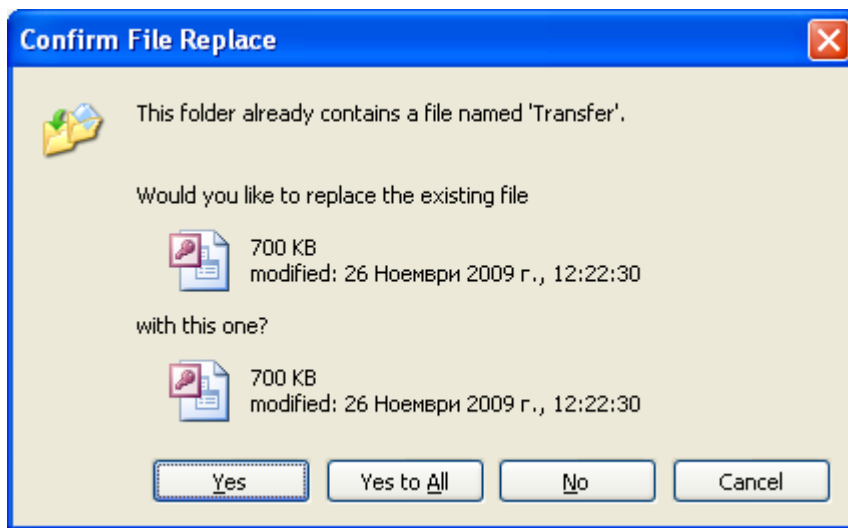 Confirm File Replace
This folder already contains a file named 'Transfer'.
Would you like to replace the existing file
700 KB
modified: 26 Ноември 2009 г., 12:22:30
with this one?
700 KB
modified: 26 Ноември 2009 г., 12:22:30
Yes Yes to All No Cancel